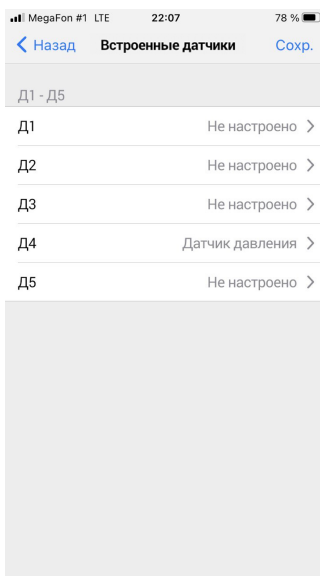 MegaFon #1 LTE 22:07 78 %
Назад Встроенные датчики Сохр.
Д1 - Д5
Д1 Не настроено
Д2 Не настроено
Д3 Не настроено
Д4 Датчик давления
Д5 Не настроено